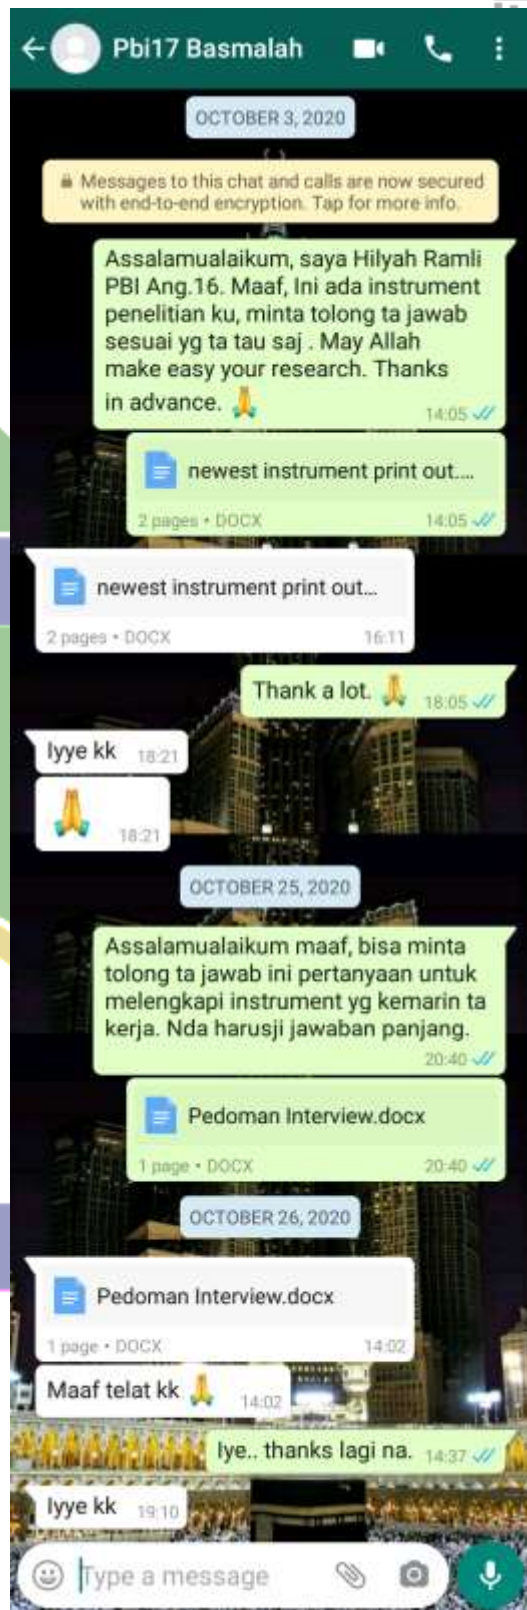 Pbi17 Basmalah
OCTOBER 3, 2020
Messages to this chat and calls are now secured
with end-to-end encryption. Tap for more info.
Assalamualaikum, saya Hilyah Ramli
PBI Ang.16. Maaf, Ini ada instrument
penelitian ku, minta tolong ta jawab
sesuai yg ta tau saj . May Allah
make easy your research. Thanks
in advance. 🙏
14:05
newest instrument print out....
2 pages • DOCX 14:05
newest instrument print out...
2 pages • DOCX 16:11
Thank a lot. 🙏 18:05
Iyye kk 18:21
🙏
18:21
OCTOBER 25, 2020
Assalamualaikum maaf, bisa minta
tolong ta jawab ini pertanyaan untuk
melengkapi instrument yg kemarin ta
kerja. Nda harusji jawaban panjang.
20:40
Pedoman Interview.docx
1 page • DOCX 20:40
OCTOBER 26, 2020
Pedoman Interview.docx
1 page • DOCX 14:02
Maaf telat kk 🙏 14:02
Iye.. thanks lagi na. 14:37
Iyye kk 19:10
Type a message